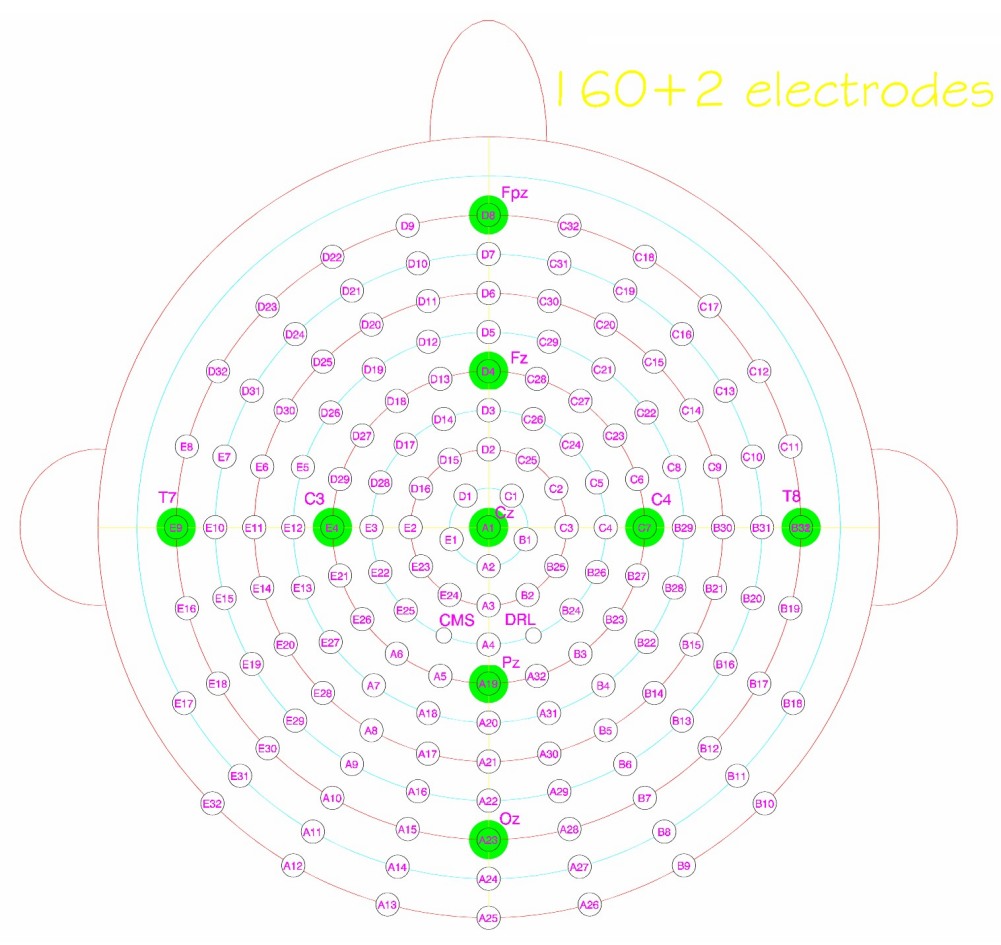 160+2 electrodes
Fpz
D8
D9 C32
D22 D7 C18
D10 C31
D21 D6 C19
D23 D11 C30 C17
D24 D20 D5 C20 C16
D12 C29
D32 D25 D19 Fz C21 C15 C12
D31 D13 D4 C28 C13
D30 D26 D18 D3 C27 C22 C14
D14 C26
E8 D27 D17 D2 C24 C23 C11
E7 E6 E5 D15 C25 C8 C9 C10
D29 D28 D16 C2 C5 C6
T7 C3 D1 C1 C4 T8
Cz
E9 E10 E11 E12 E4 E3 E2 A1 C3 C4 C7 B29 B30 B31 B32
E1 B1
E21 E22 E23 A2 B25 B26 B27
E16 E15 E14 E13 E24 B2 B28 B21 B20 B19
E26 E25 A3 B24 B23
CMS DRL
E20 E27 A4 B22 B15
E19 A6 Pz B3 B16
E18 A7 A5 A19 A32 B4 B17
E17 E28 B14 B18
E29 A18 A20 A31 B13
E30 A8 B5 B12
A17 A21 A30
E31 A9 B6 B11
E32 A10 A16 A22 A29 B7 B10
Oz
A11 A15 A23 A28 B8
A12 A14 A27 B9
A24
A13 A26
A25